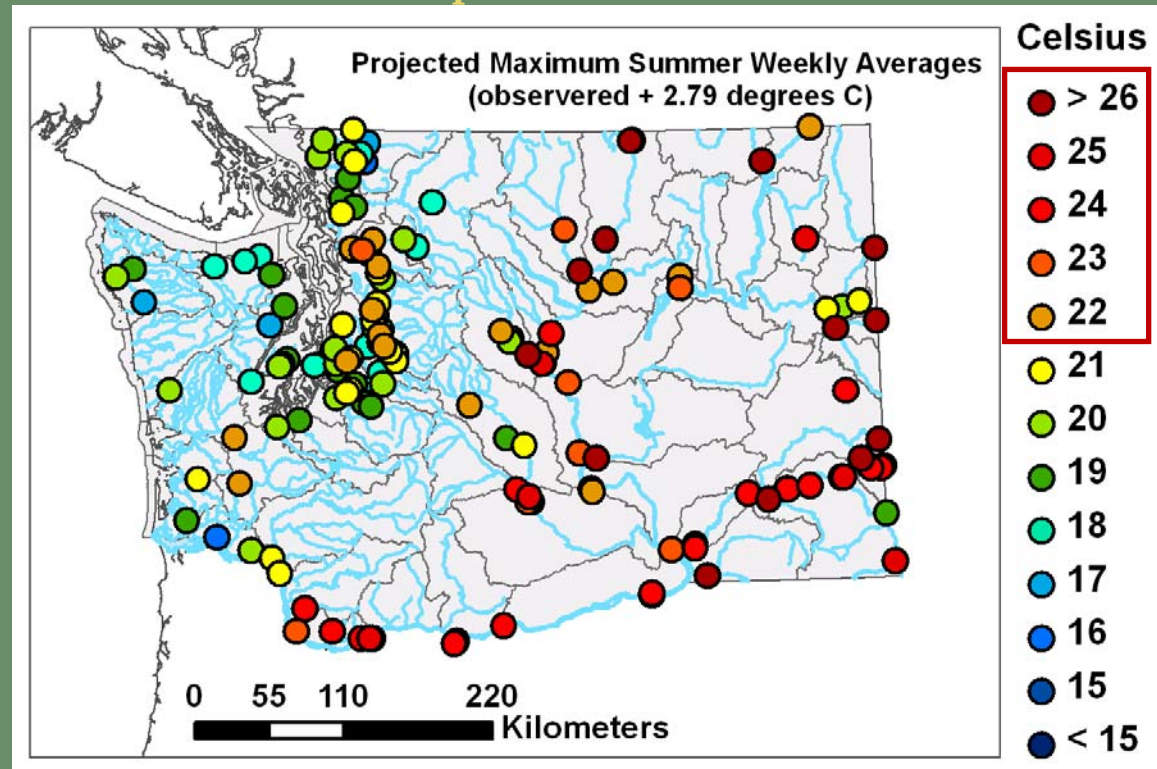 Projected Maximum Summer Weekly Averages
(observered + 2.79 degrees C)
Celsius
> 26
25
24
23
22
21
20
19
18
17
16
15
< 15
0 55 110 220
Kilometers